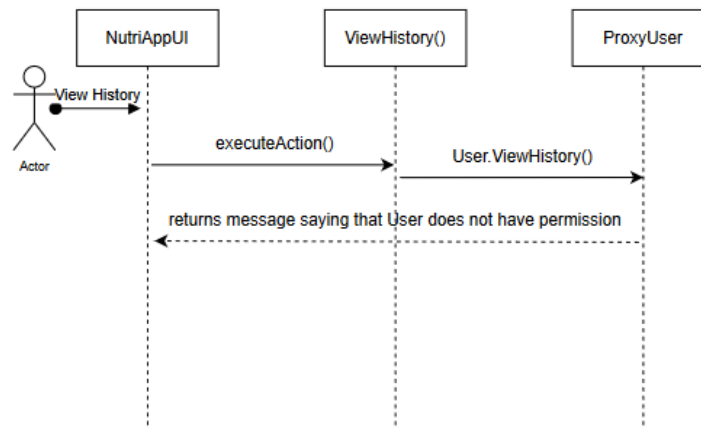 NutriAppUI
ViewHistory()
ProxyUser
View History
Actor
executeAction()
User.ViewHistory()
returns message saying that User does not have permission